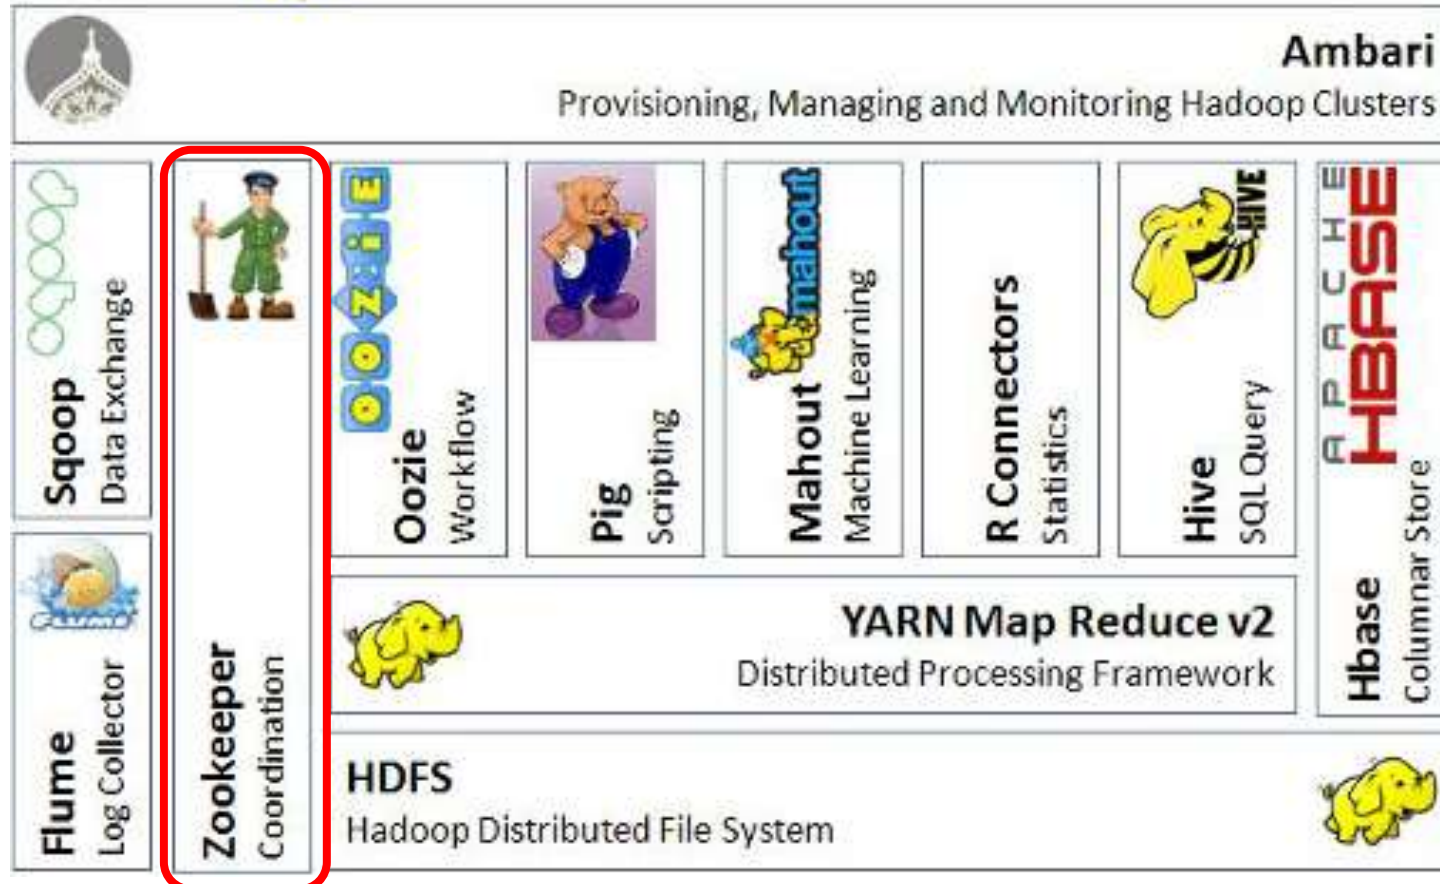 Ambari
Provisioning, Managing and Monitoring Hadoop Clusters
sqoop
Sqoop
Data Exchange
FLUME
Flume
Log Collector
Zookeeper
Coordination
OOZIE
Oozie
Workflow
Pig
Scripting
mahout
Mahout
Machine Learning
R Connectors
Statistics
HIVE
Hive
SQL Query
APACHE
HBASE
Hbase
Columnar Store
YARN Map Reduce v2
Distributed Processing Framework
HDFS
Hadoop Distributed File System